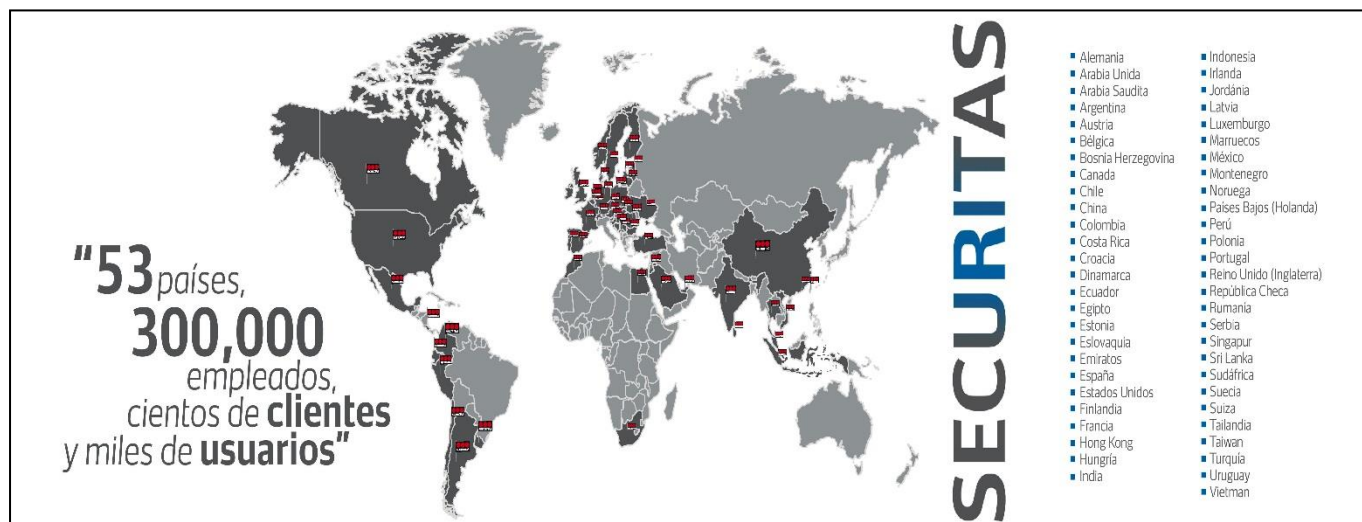 “53 países,
300,000
empleados,
cientos de clientes
y miles de usuarios”
SECURITAS
Alemania
Arabia Unida
Arabia Saudita
Argentina
Austria
Bélgica
Bosnia Herzegovina
Canada
Chile
China
Colombia
Costa Rica
Croacia
Dinamarca
Ecuador
Egipto
Estonia
Eslovaquia
Emiratos
España
Estados Unidos
Finlandia
Francia
Hong Kong
Hungría
India
Indonesia
Irlanda
Jordánia
Latvia
Luxemburgo
Marruecos
México
Montenegro
Noruega
Países Bajos (Holanda)
Perú
Polonia
Portugal
Reino Unido (Inglaterra)
República Checa
Rumanía
Serbia
Singapur
Sri Lanka
Sudáfrica
Suecia
Suiza
Tailandia
Taiwan
Turquía
Uruguay
Vietman